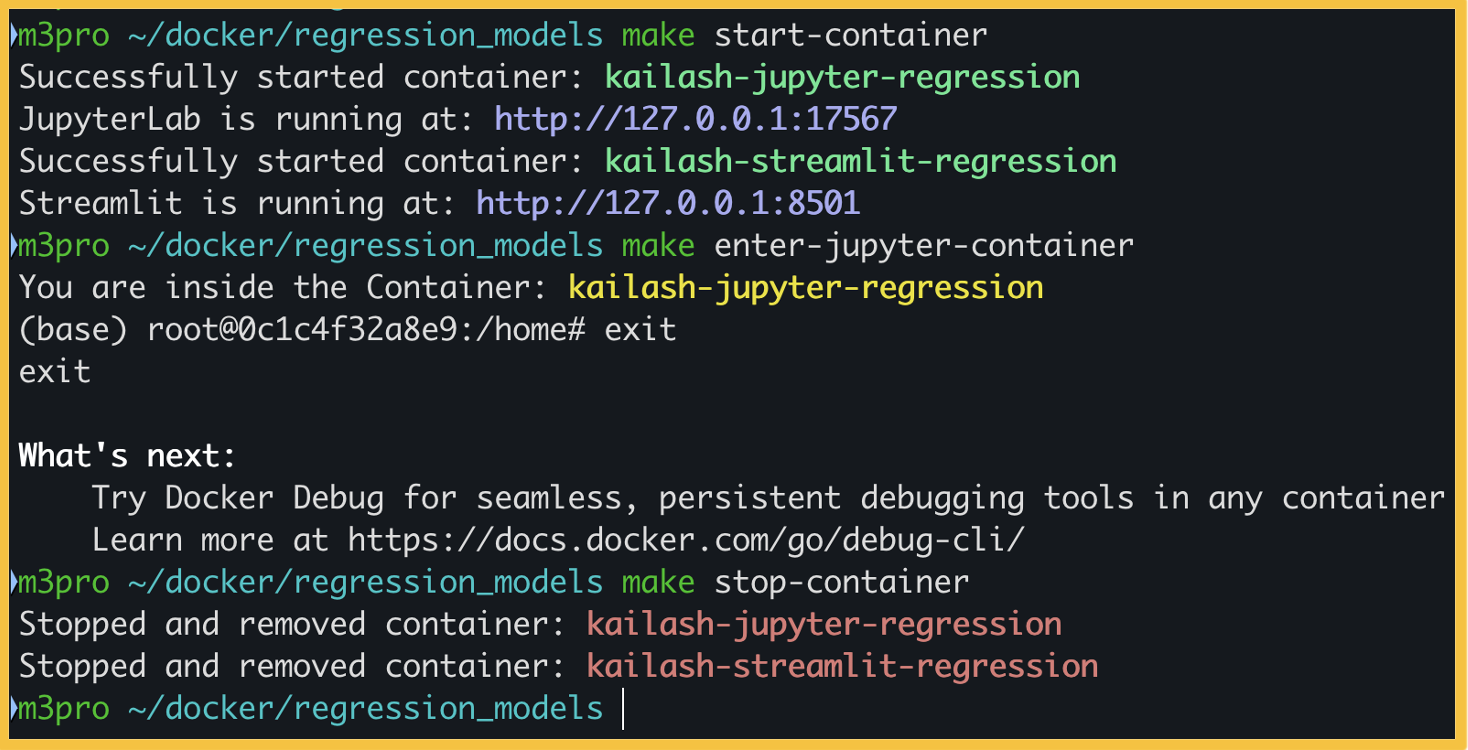 m3pro ~/docker/regression_models make start-container
Successfully started container: kailash-jupyter-regression
JupyterLab is running at: http://127.0.0.1:17567
Successfully started container: kailash-streamlit-regression
Streamlit is running at: http://127.0.0.1:8501
m3pro ~/docker/regression_models make enter-jupyter-container
You are inside the Container: kailash-jupyter-regression
(base) root@0c1c4f32a8e9:/home# exit
exit
What's next:
Try Docker Debug for seamless, persistent debugging tools in any container
Learn more at https://docs.docker.com/go/debug-cli/
m3pro ~/docker/regression_models make stop-container
Stopped and removed container: kailash-jupyter-regression
Stopped and removed container: kailash-streamlit-regression
m3pro ~/docker/regression_models